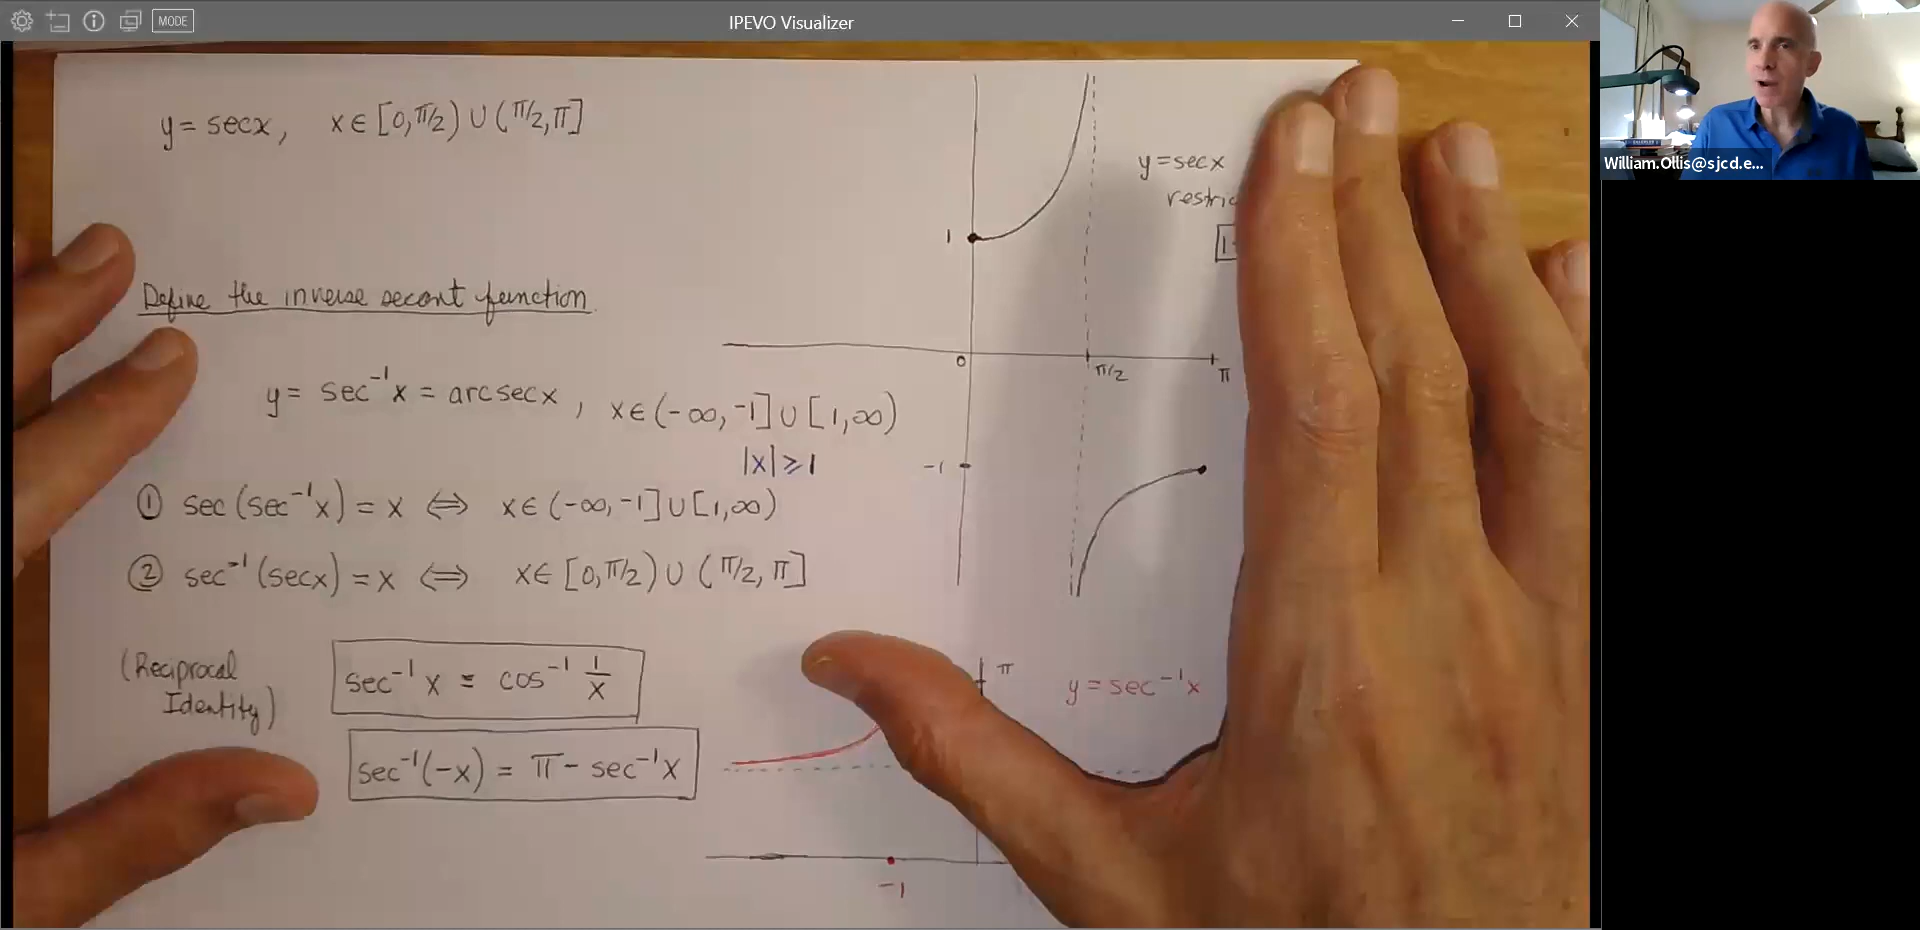 MODE
IPEVO Visualizer
William.Ollis@sjcd.e...
y = secx, x ∈ [0, π/2) ∪ (π/2, π]
y = secx
1
Define the inverse secant function
0
π/2
π
y = sec⁻¹x = arcsecx, x ∈ (-∞, -1] ∪ [1, ∞)
|x| ≥ 1
-1
① sec(sec⁻¹x) = x ⇔ x ∈ (-∞, -1] ∪ [1, ∞)
② sec⁻¹(secx) = x ⇔ x ∈ [0, π/2) ∪ (π/2, π]
(Reciprocal
Identity)
sec⁻¹ x = cos⁻¹ 1/x
sec⁻¹(-x) = π - sec⁻¹x
π
y = sec⁻¹x
-1